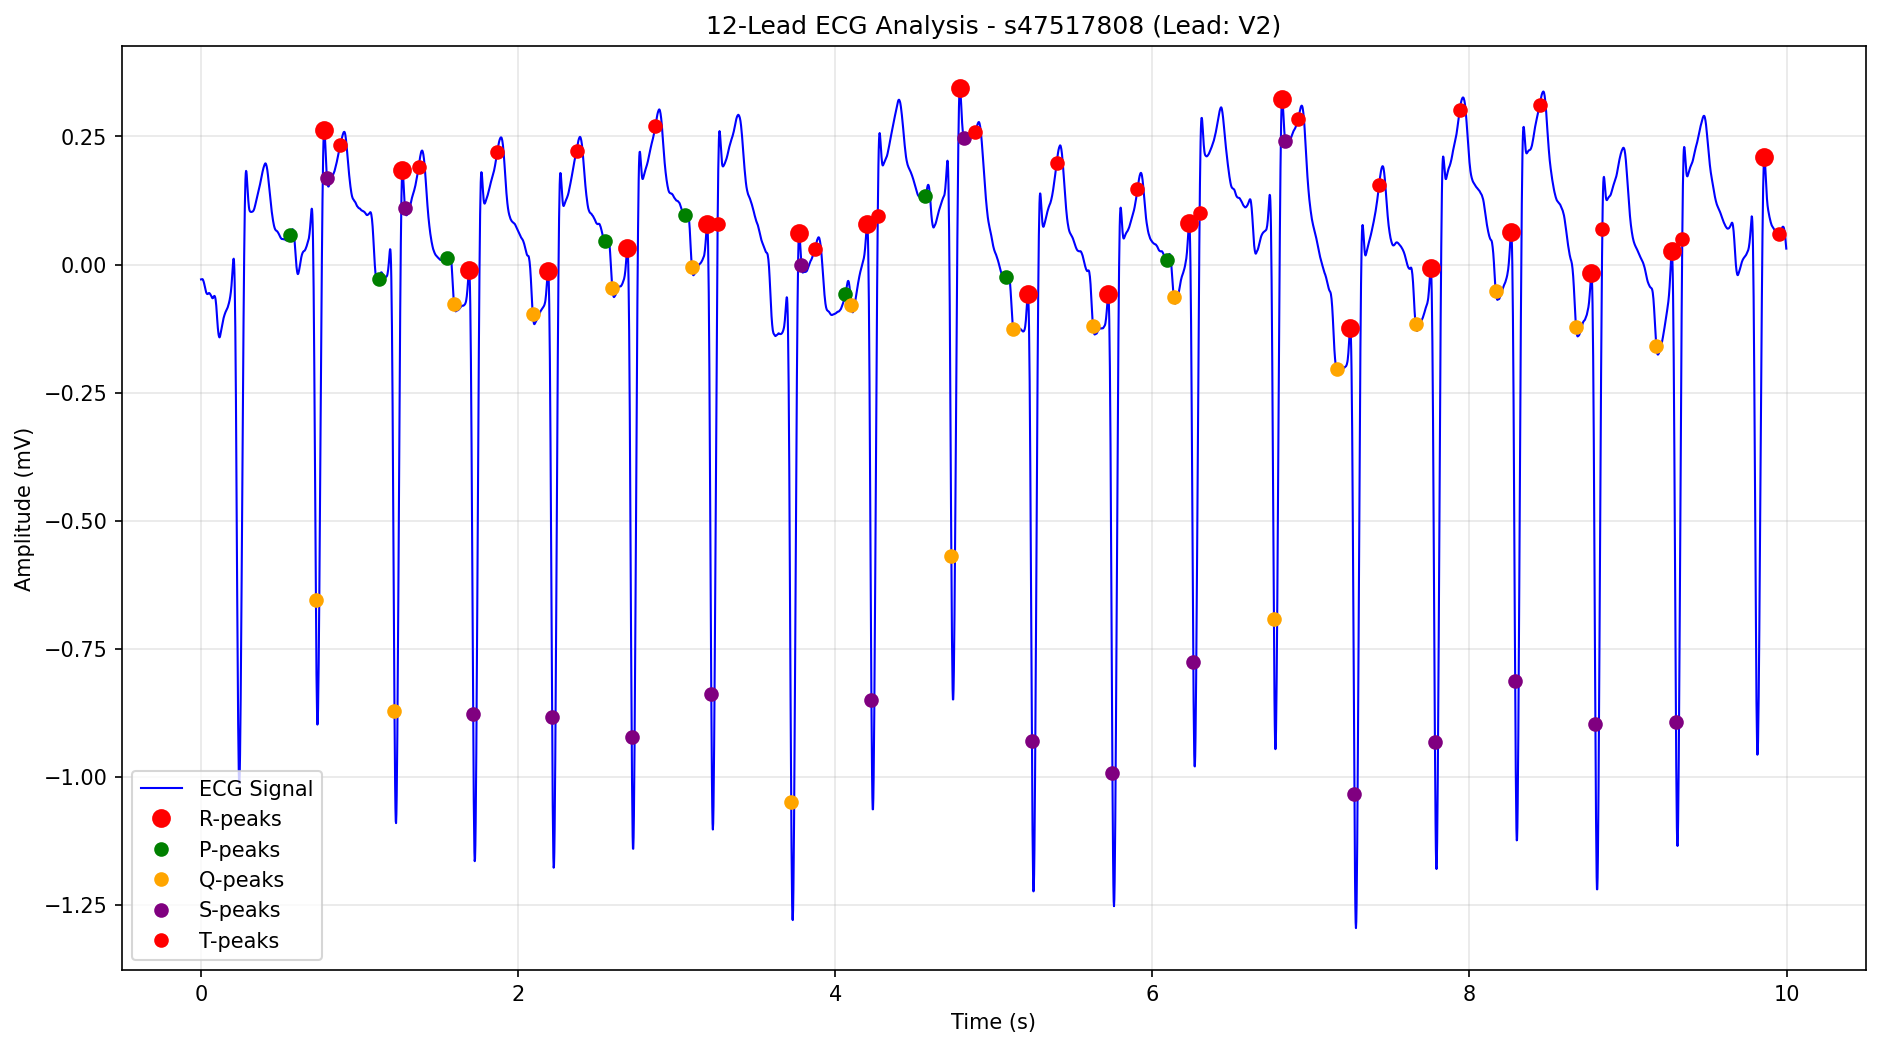 12-Lead ECG Analysis - s47517808 (Lead: V2)
Amplitude (mV)
0.25
0.00
−0.25
−0.50
−0.75
−1.00
−1.25
ECG Signal
R-peaks
P-peaks
Q-peaks
S-peaks
T-peaks
0 2 4 6 8 10
Time (s)